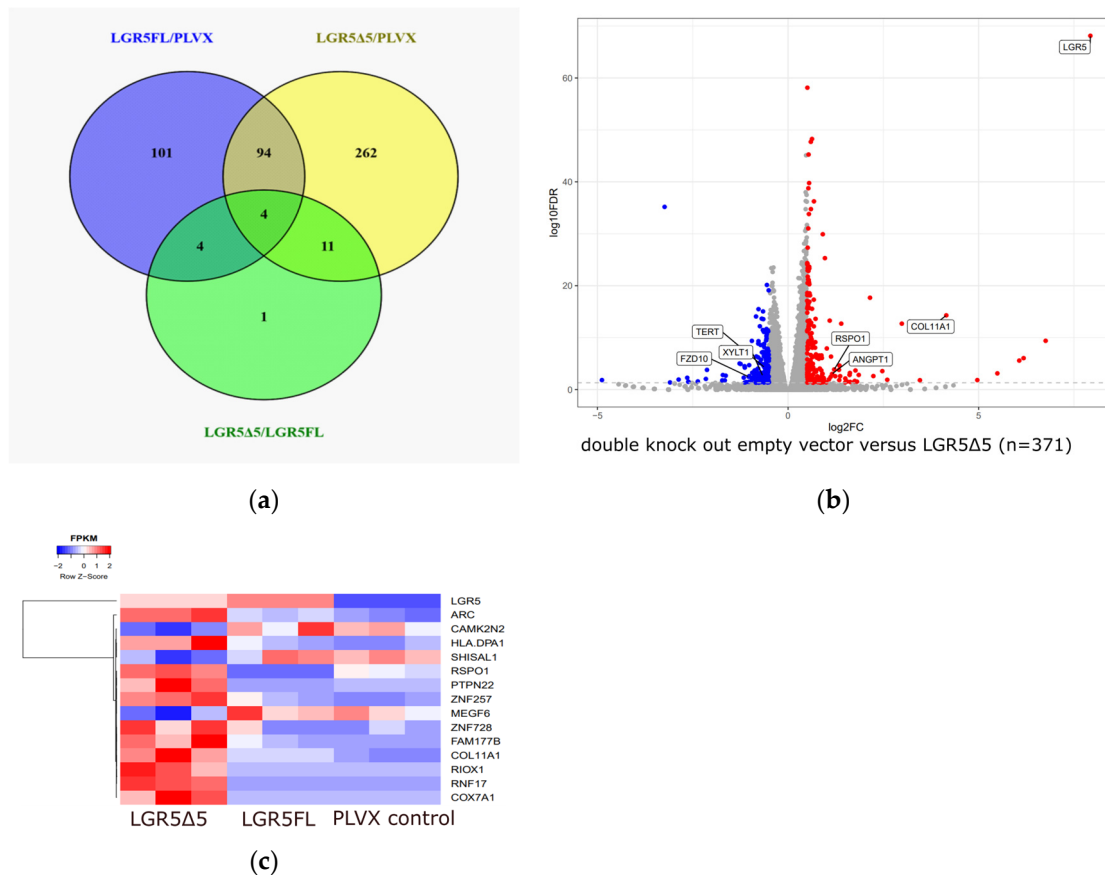 LGR5FL/PLVX
LGR5Δ5/PLVX
101
94
262
4
4
11
1
LGR5Δ5/LGR5FL
(a)
log10FDR
60
40
20
0
LGR5
COL11A1
TERT
XYLT1
FZD10
RSPO1
ANGPT1
-5
0
5
log2FC
double knock out empty vector versus LGR5Δ5 (n=371)
(b)
FPKM
-2 0 1 2
Row Z-Score
LGR5
ARC
CAMK2N2
HLA.DPA1
SHISAL1
RSPO1
PTPN22
ZNF257
MEGF6
ZNF728
FAM177B
COL11A1
RIOX1
RNF17
COX7A1
LGR5Δ5 LGR5FL PLVX control
(c)